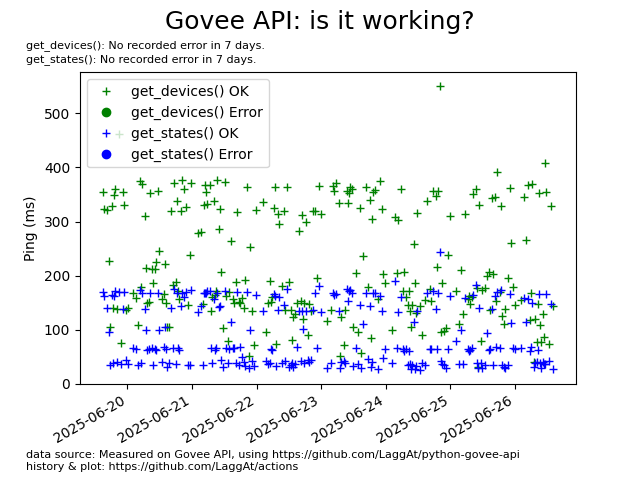 Govee API: is it working?
get_devices(): No recorded error in 7 days.
get_states(): No recorded error in 7 days.
get_devices() OK
get_devices() Error
get_states() OK
get_states() Error
Ping (ms)
500
400
300
200
100
0
2025-06-20
2025-06-21
2025-06-22
2025-06-23
2025-06-24
2025-06-25
2025-06-26
data source: Measured on Govee API, using https://github.com/LaggAt/python-govee-api
history & plot: https://github.com/LaggAt/actions